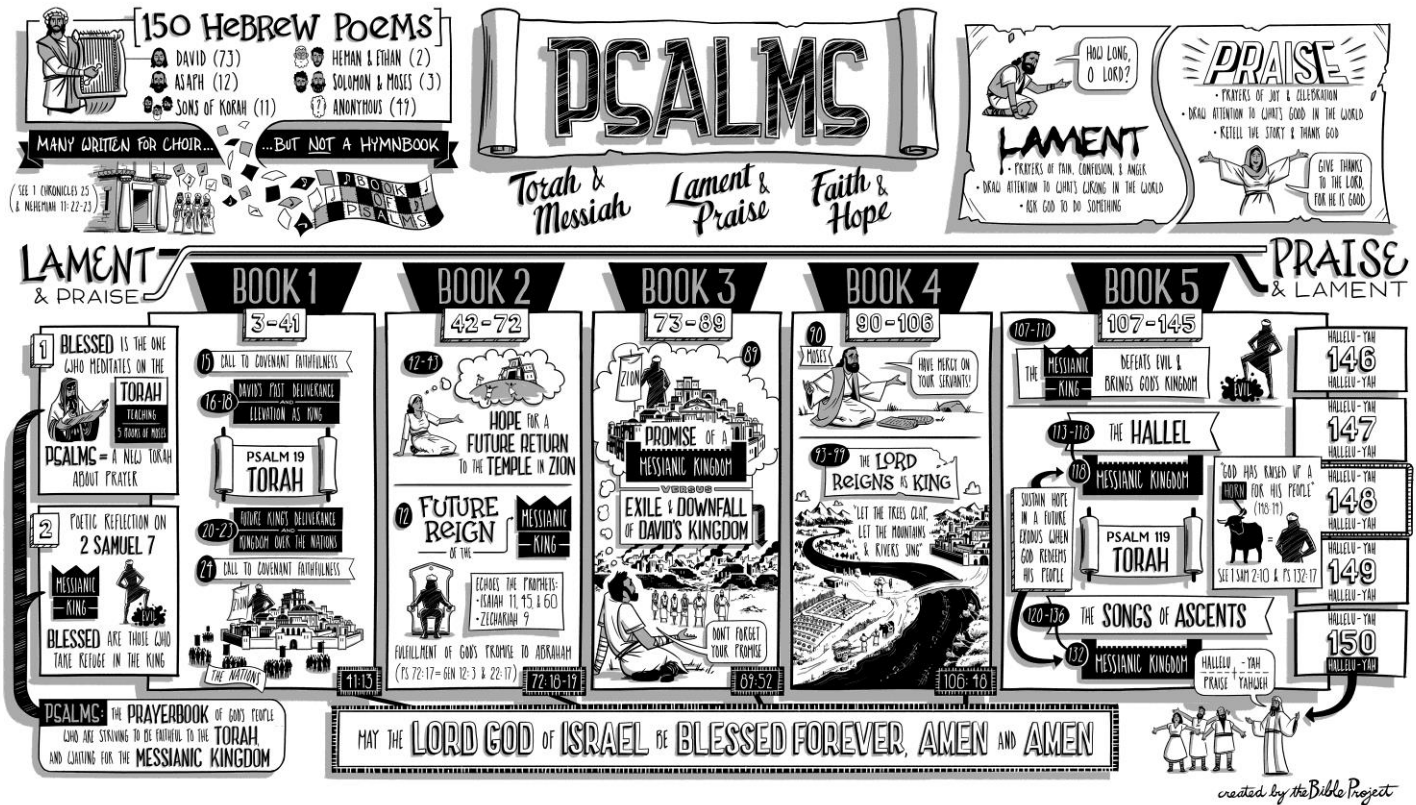 150 HEBREW POEMS
DAVID (73)
ASAPH (12)
SONS OF KORAH (11)
HEMAN & ETHAN (2)
SOLOMON & MOSES (3)
ANONYMOUS (49)
MANY WRITTEN FOR CHOIR...
...BUT NOT A HYMNBOOK
(SEE 1 CHRONICLES 25
& NEHEMIAH 11:22-23)
BOOK
OF
PSALMS
PSALMS
Torah &
Messiah
Lament &
Praise
Faith &
Hope
HOW LONG,
O LORD?
LAMENT
• PRAYERS OF PAIN, CONFUSION, & ANGER
• DRAW ATTENTION TO WHAT'S WRONG IN THE WORLD
• ASK GOD TO DO SOMETHING
PRAISE
• PRAYERS OF JOY & CELEBRATION
• DRAW ATTENTION TO WHAT'S GOOD IN THE WORLD
• RETELL THE STORY & THANK GOD
GIVE THANKS
TO THE LORD,
FOR HE IS GOOD
LAMENT
& PRAISE
PRAISE
& LAMENT
1
BLESSED IS THE ONE
WHO MEDITATES ON THE
TORAH
TEACHING
5 BOOKS OF MOSES
PSALMS = A NEW TORAH
ABOUT PRAYER
2
POETIC REFLECTION ON
2 SAMUEL 7
MESSIANIC
KING
EVIL
BLESSED ARE THOSE WHO
TAKE REFUGE IN THE KING
PSALMS: THE PRAYERBOOK OF GOD'S PEOPLE
WHO ARE STRIVING TO BE FAITHFUL TO THE TORAH,
AND WAITING FOR THE MESSIANIC KINGDOM
BOOK 1
3-41
15 CALL TO COVENANT FAITHFULNESS
16-18
DAVID'S PAST DELIVERANCE
AND
ELEVATION AS KING
PSALM 19
TORAH
20-23
FUTURE KING'S DELIVERANCE
AND
KINGDOM OVER THE NATIONS
24 CALL TO COVENANT FAITHFULNESS
ZION
THE NATIONS
41:13
BOOK 2
42-72
42-43
HOPE FOR A
FUTURE RETURN
TO THE TEMPLE IN ZION
72
FUTURE
REIGN
OF THE
MESSIANIC
KING
ECHOES THE PROPHETS:
• ISAIAH 11, 45, & 60
• ZECHARIAH 9
FULFILLMENT OF GOD'S PROMISE TO ABRAHAM
(PS 72:17 = GEN 12:3 & 22:17)
72:18-19
BOOK 3
73-89
89
ZION
PROMISE OF A
MESSIANIC KINGDOM
VERSUS
EXILE & DOWNFALL
OF DAVID'S KINGDOM
DON'T FORGET
YOUR PROMISE
89:52
BOOK 4
90-106
90
MOSES
HAVE MERCY ON
YOUR SERVANTS!
93-99
THE LORD
REIGNS AS KING
"LET THE TREES CLAP,
LET THE MOUNTAINS
& RIVERS SING"
106:48
BOOK 5
107-145
107-110
THE
MESSIANIC
KING
DEFEATS EVIL &
BRINGS GOD'S KINGDOM
EVIL
113-118
THE HALLEL
118
MESSIANIC KINGDOM
SUSTAIN HOPE
IN A FUTURE
EXODUS WHEN
GOD REDEEMS
HIS PEOPLE
PSALM 119
TORAH
120-136
THE SONGS OF ASCENTS
132
MESSIANIC KINGDOM
"GOD HAS RAISED UP A
HORN FOR HIS PEOPLE"
(148:14)
=
SEE 1 SAM 2:10 & PS 132:17
HALLELU-YAH
146
HALLELU-YAH
HALLELU-YAH
147
HALLELU-YAH
HALLELU-YAH
148
HALLELU-YAH
HALLELU-YAH
149
HALLELU-YAH
HALLELU-YAH
150
HALLELU-YAH
HALLELU + -YAH
PRAISE YAHWEH
MAY THE LORD GOD OF ISRAEL BE BLESSED FOREVER, AMEN AND AMEN
created by the Bible Project